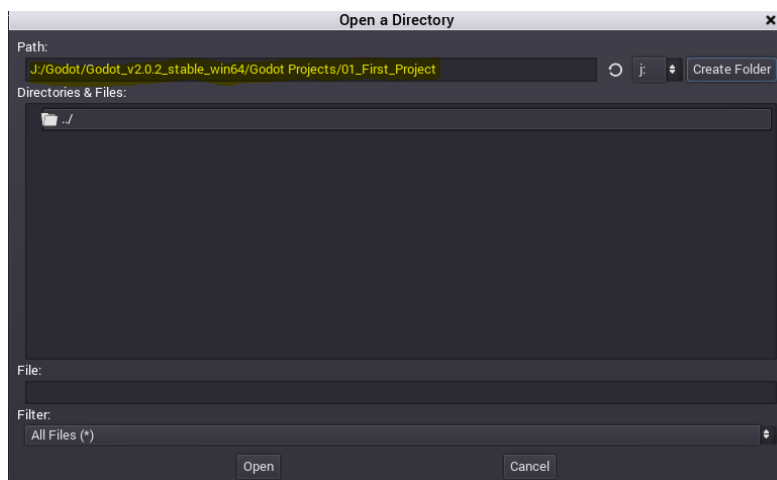 Open a Directory
Path:
J:/Godot/Godot_v2.0.2_stable_win64/Godot Projects/01_First_Project j: Create Folder
Directories & Files:
../
File:
Filter:
All Files (*)
Open Cancel